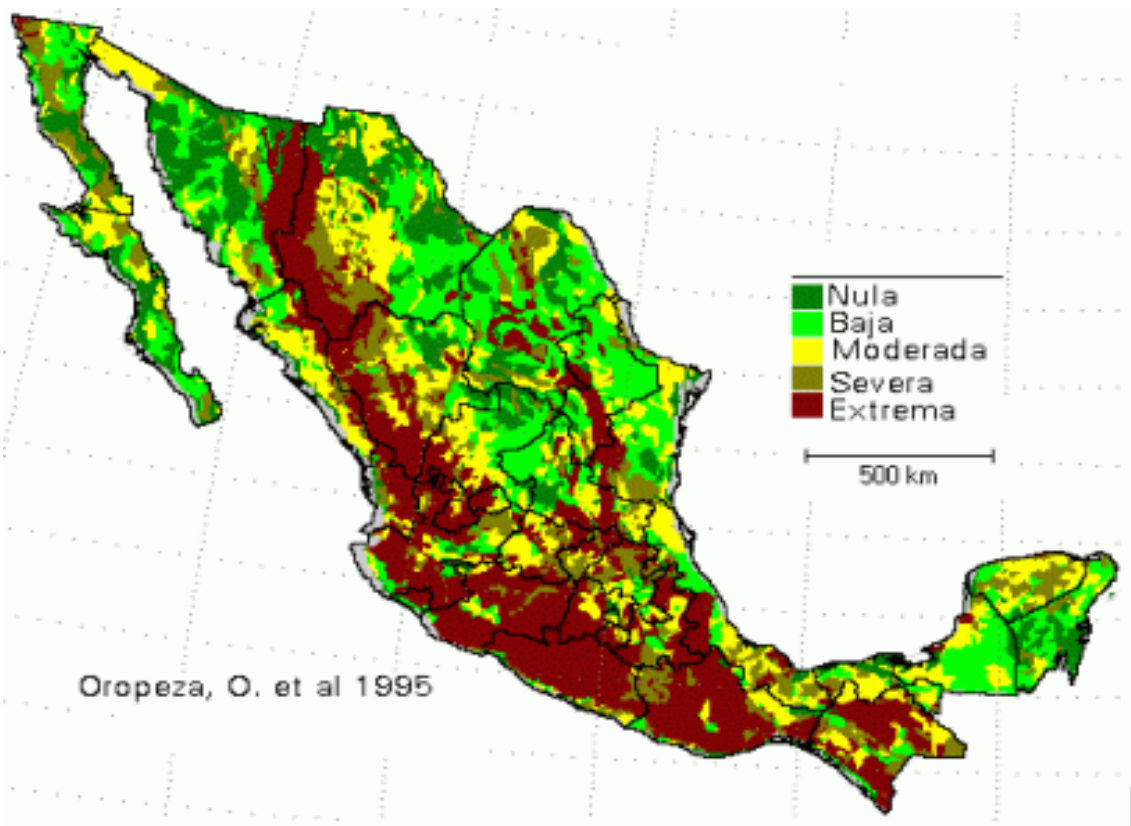 Nula
Baja
Moderada
Severa
Extrema
500 km
Oropeza, O. et al 1995